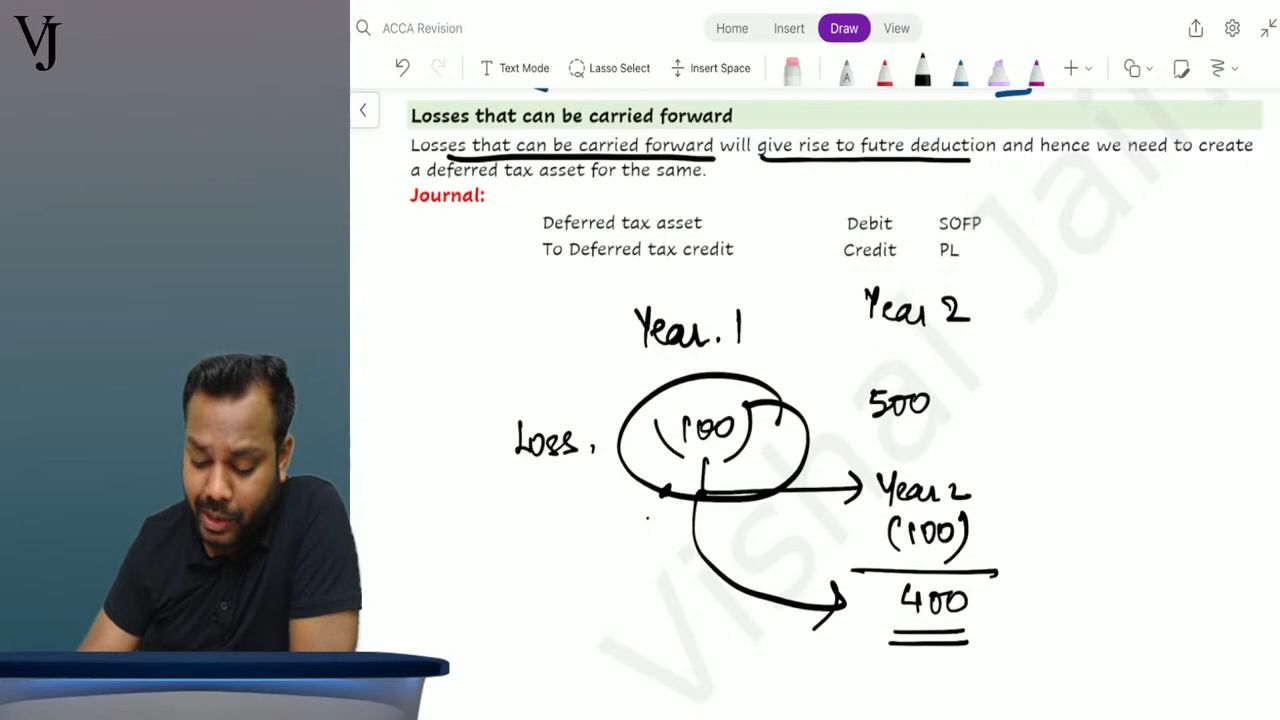 VJ
ACCA Revision
Home Insert Draw View
Text Mode Lasso Select Insert Space
Losses that can be carried forward
Losses that can be carried forward will give rise to futre deduction and hence we need to create
a deferred tax asset for the same.
Journal:
Deferred tax asset Debit SOFP
To Deferred tax credit Credit PL
Year. 1 Year 2
Loss. (100) 500
Year 2
(100)
400
Vishal Jain